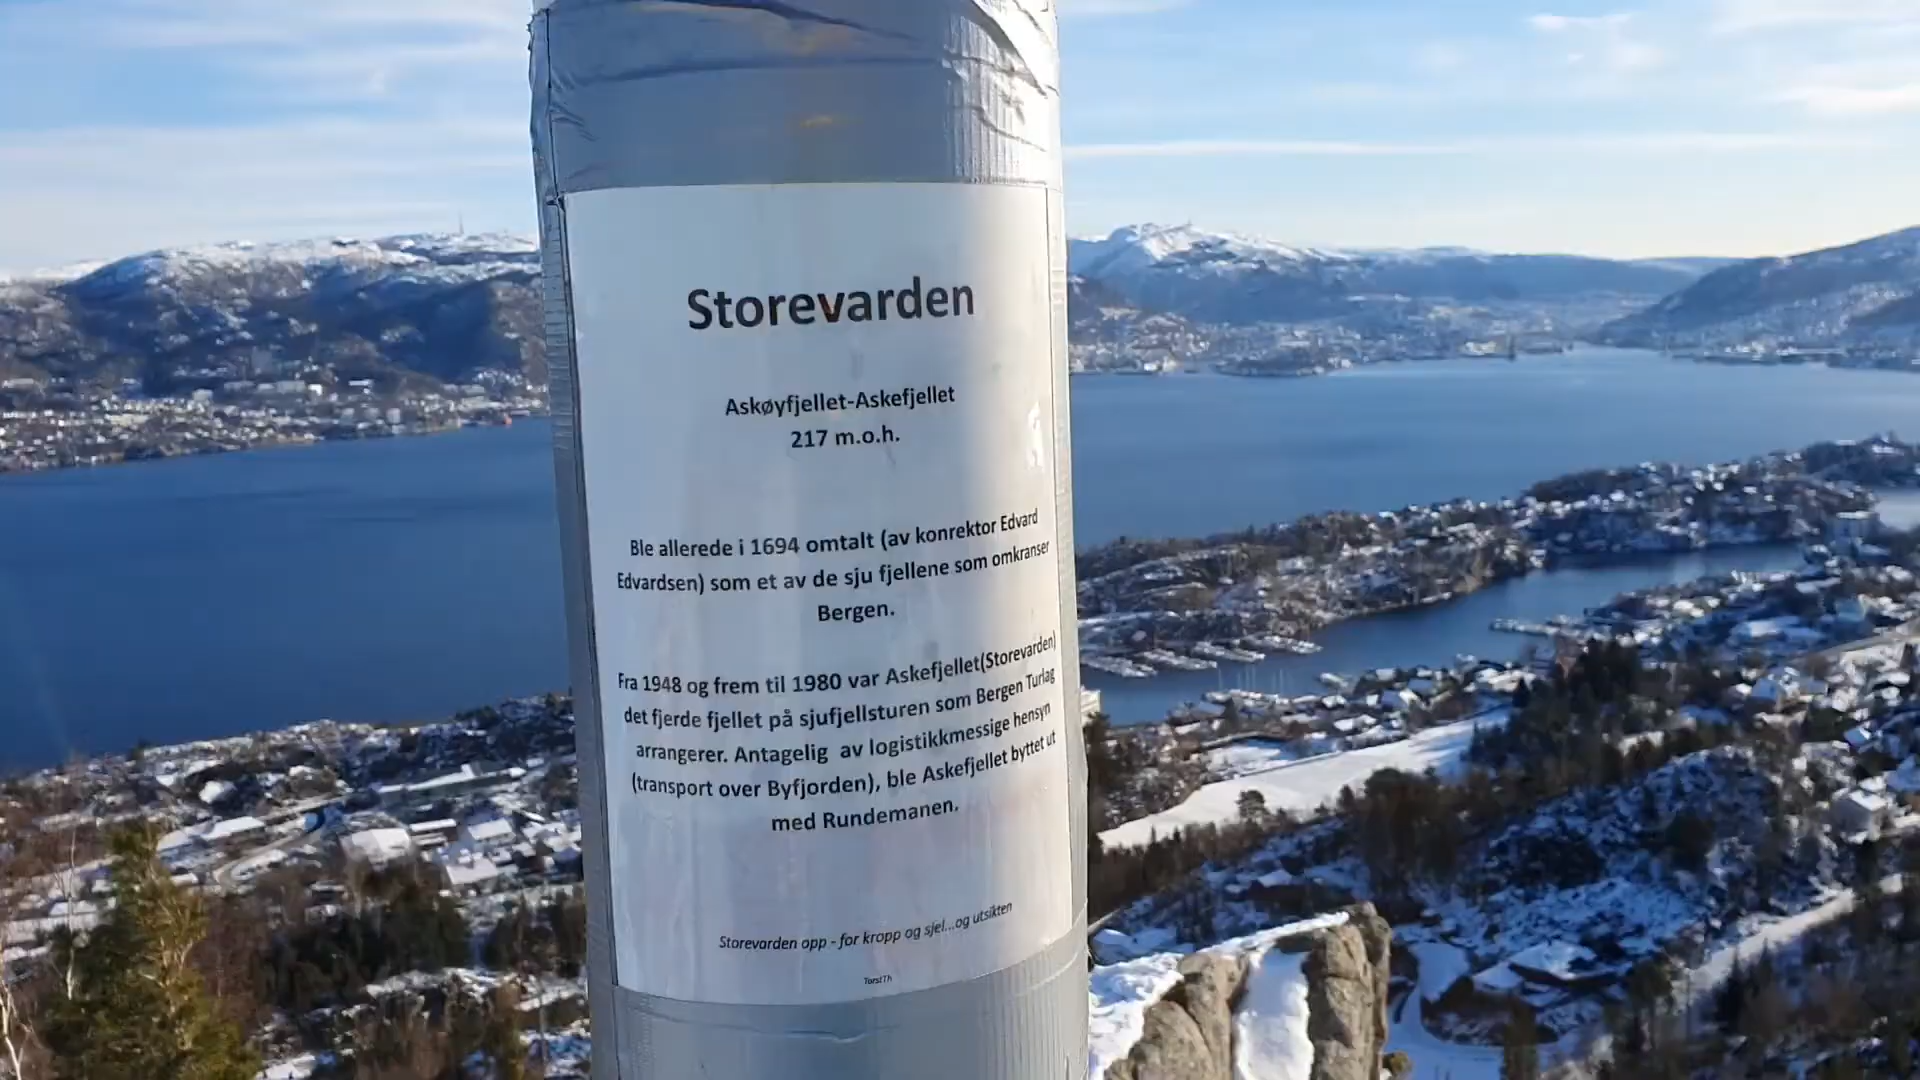 Storevarden
Askøyfjellet-Askefjellet
217 m.o.h.
Ble allerede i 1694 omtalt (av konrektor Edvard
Edvardsen) som et av de sju fjellene som omkranser
Bergen.
Fra 1948 og frem til 1980 var Askefjellet(Storevarden)
det fjerde fjellet på sjufjellsturen som Bergen Turlag
arrangerer. Antagelig av logistikkmessige hensyn
(transport over Byfjorden), ble Askefjellet byttet ut
med Rundemanen.
Storevarden opp - for kropp og sjel...og utsikten
TorstTh